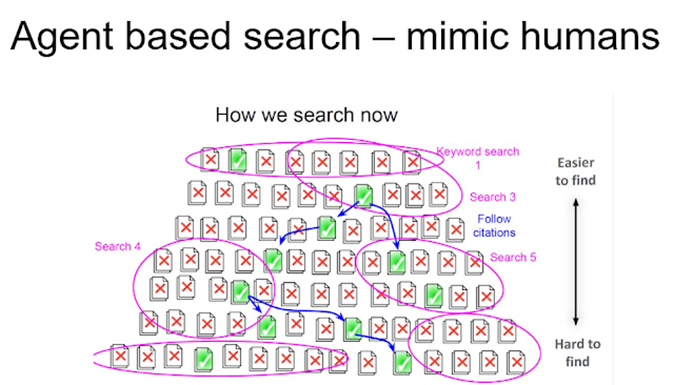 Agent based search – mimic humans
How we search now
Keyword search
1
Easier
to find
Search 3
Follow
citations
Search 4
Search 5
Hard to
find